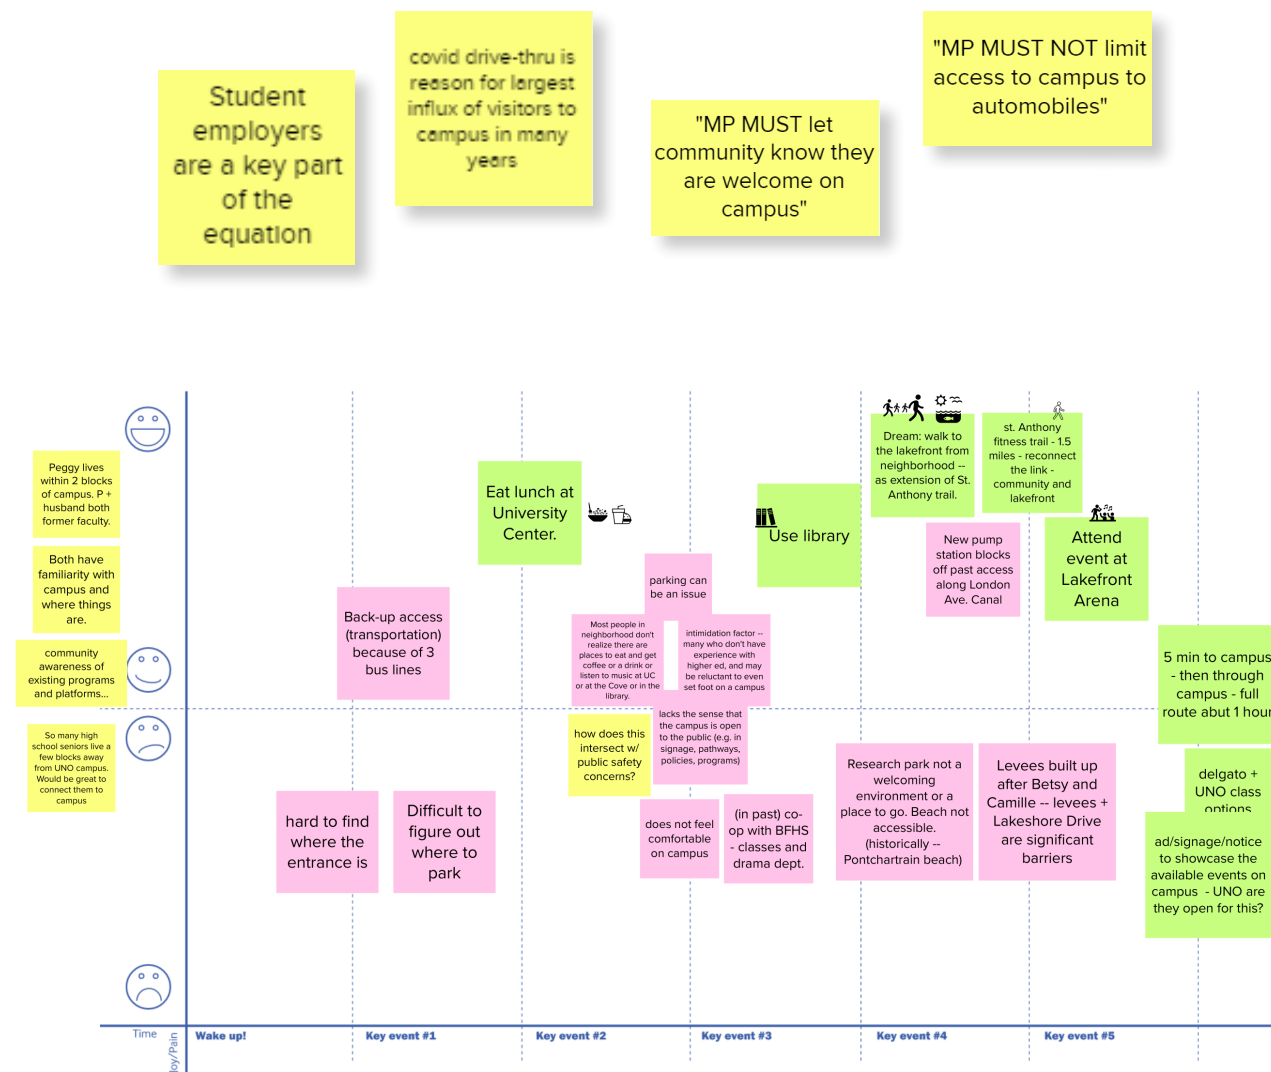 Student
employers
are a key part
of the
equation
covid drive-thru is
reason for largest
influx of visitors to
campus in many
years
"MP MUST let
community know they
are welcome on
campus"
"MP MUST NOT limit
access to campus to
automobiles"
Peggy lives
within 2 blocks
of campus. P +
husband both
former faculty.
Both have
familiarity with
campus and
where things
are.
community
awareness of
existing programs
and platforms...
So many high
school seniors live a
few blocks away
from UNO campus.
Would be great to
connect them to
campus
Back-up access
(transportation)
because of 3
bus lines
hard to find
where the
entrance is
Difficult to
figure out
where to
park
Eat lunch at
University
Center.
parking can
be an issue
Most people in
neighborhood don't
realize there are
places to eat and get
coffee or a drink or
listen to music at UC
or at the Cove or in the
library.
intimidation factor --
many who don't have
experience with
higher ed, and may
be reluctant to even
set foot on a campus
lacks the sense that
the campus is open
to the public (e.g. in
signage, pathways,
policies, programs)
how does this
intersect w/
public safety
concerns?
does not feel
comfortable
on campus
(in past) co-
op with BFHS
- classes and
drama dept.
Use library
Dream: walk to
the lakefront from
neighborhood --
as extension of St.
Anthony trail.
st. Anthony
fitness trail - 1.5
miles - reconnect
the link -
community and
lakefront
New pump
station blocks
off past access
along London
Ave. Canal
Attend
event at
Lakefront
Arena
Research park not a
welcoming
environment or a
place to go. Beach not
accessible.
(historically --
Pontchartrain beach)
Levees built up
after Betsy and
Camille -- levees +
Lakeshore Drive
are significant
barriers
5 min to campus
- then through
campus - full
route abut 1 hour
delgato +
UNO class
options
ad/signage/notice
to showcase the
available events on
campus - UNO are
they open for this?
Time
Joy/Pain
Wake up!
Key event #1
Key event #2
Key event #3
Key event #4
Key event #5